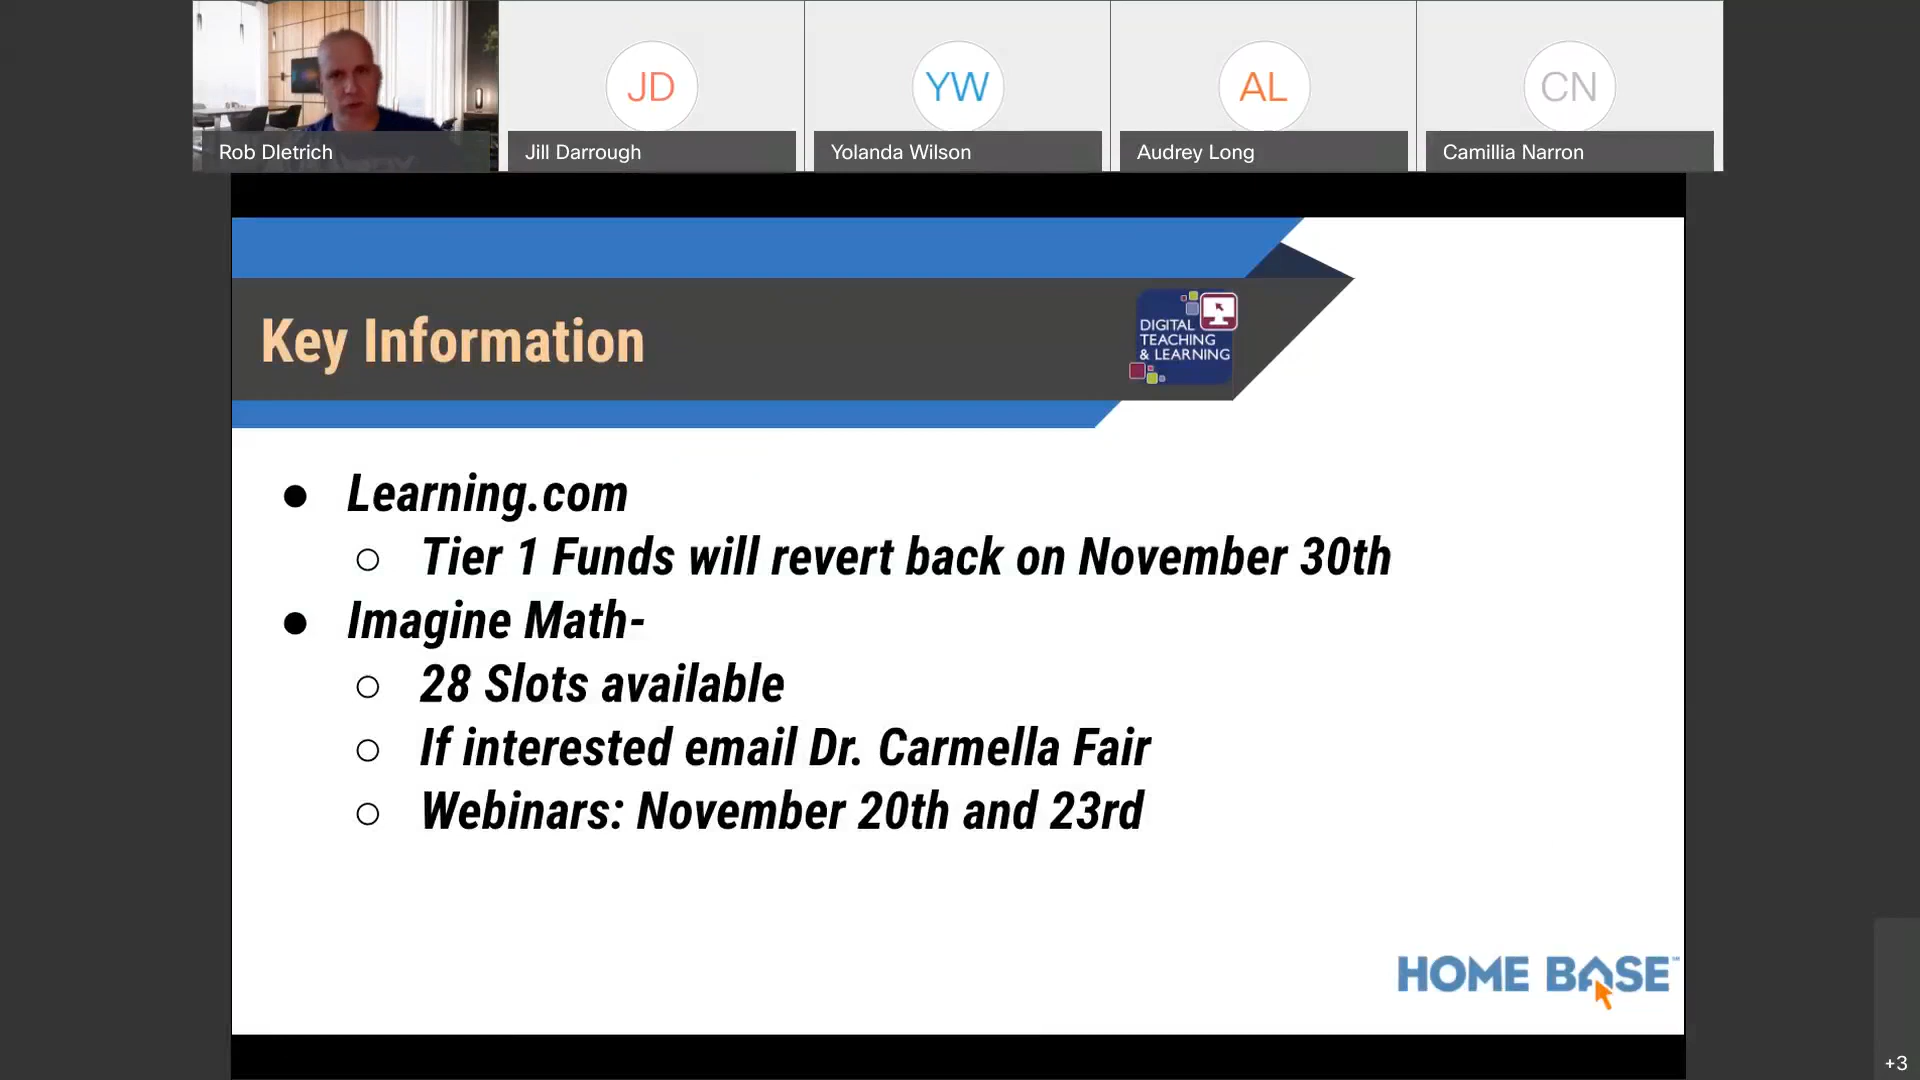 JD
YW
AL
CN
Rob Dletrich
Jill Darrough
Yolanda Wilson
Audrey Long
Camillia Narron
Key Information
DIGITAL
TEACHING
& LEARNING
● Learning.com
○ Tier 1 Funds will revert back on November 30th
● Imagine Math-
○ 28 Slots available
○ If interested email Dr. Carmella Fair
○ Webinars: November 20th and 23rd
HOME BASE™
+3